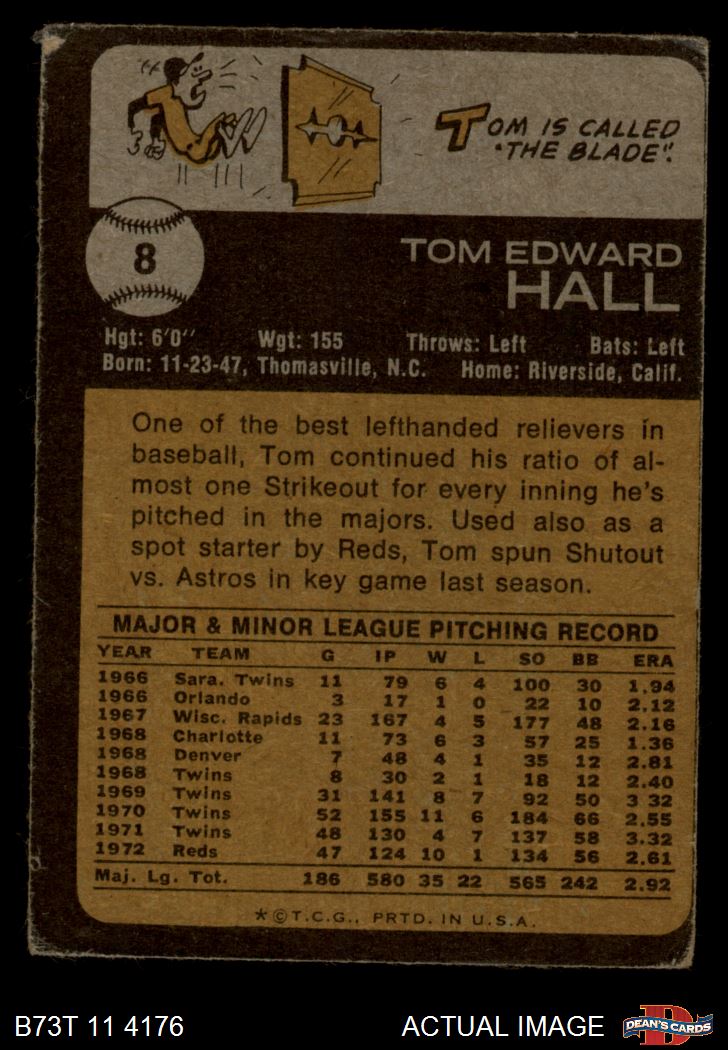 TOM IS CALLED
"THE BLADE".
8
TOM EDWARD
HALL
Hgt: 6'0" Wgt: 155 Throws: Left Bats: Left
Born: 11-23-47, Thomasville, N.C. Home: Riverside, Calif.
One of the best lefthanded relievers in
baseball, Tom continued his ratio of al-
most one Strikeout for every inning he's
pitched in the majors. Used also as a
spot starter by Reds, Tom spun Shutout
vs. Astros in key game last season.
MAJOR & MINOR LEAGUE PITCHING RECORD
YEAR TEAM G IP W L SO BB ERA
1966 Sara. Twins 11 79 6 4 100 30 1.94
1966 Orlando 3 17 1 0 22 10 2.12
1967 Wisc. Rapids 23 167 4 5 177 48 2.16
1968 Charlotte 11 73 6 3 57 25 1.36
1968 Denver 7 48 4 1 35 12 2.81
1968 Twins 8 30 2 1 18 12 2.40
1969 Twins 31 141 8 7 92 50 3.32
1970 Twins 52 155 11 6 184 66 2.55
1971 Twins 48 130 4 7 137 58 3.32
1972 Reds 47 124 10 1 134 56 2.61
Maj. Lg. Tot. 186 580 35 22 565 242 2.92
*©T.C.G., PRTD. IN U.S.A.
B73T 11 4176 ACTUAL IMAGE DEAN'S CARDS